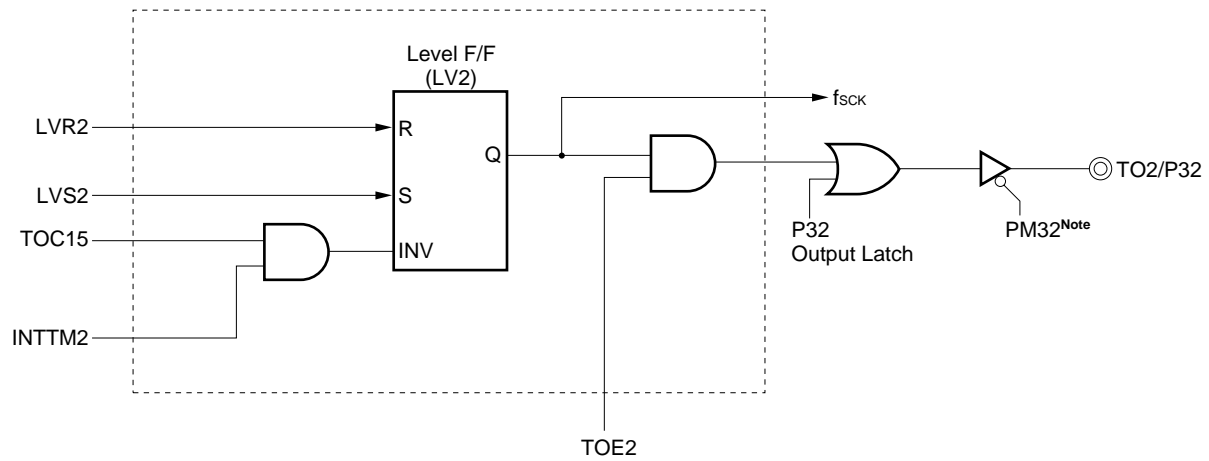 Level F/F
(LV2)
fSCK
LVR2
R
Q
TO2/P32
LVS2
S
P32
Output Latch
PM32Note
TOC15
INV
INTTM2
TOE2